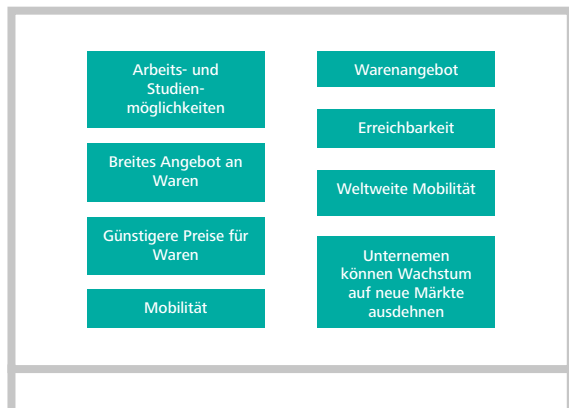 Arbeits- und
Studien-
möglichkeiten
Breites Angebot an
Waren
Günstigere Preise für
Waren
Mobilität
Warenangebot
Erreichbarkeit
Weltweite Mobilität
Unternemen
können Wachstum
auf neue Märkte
ausdehnen